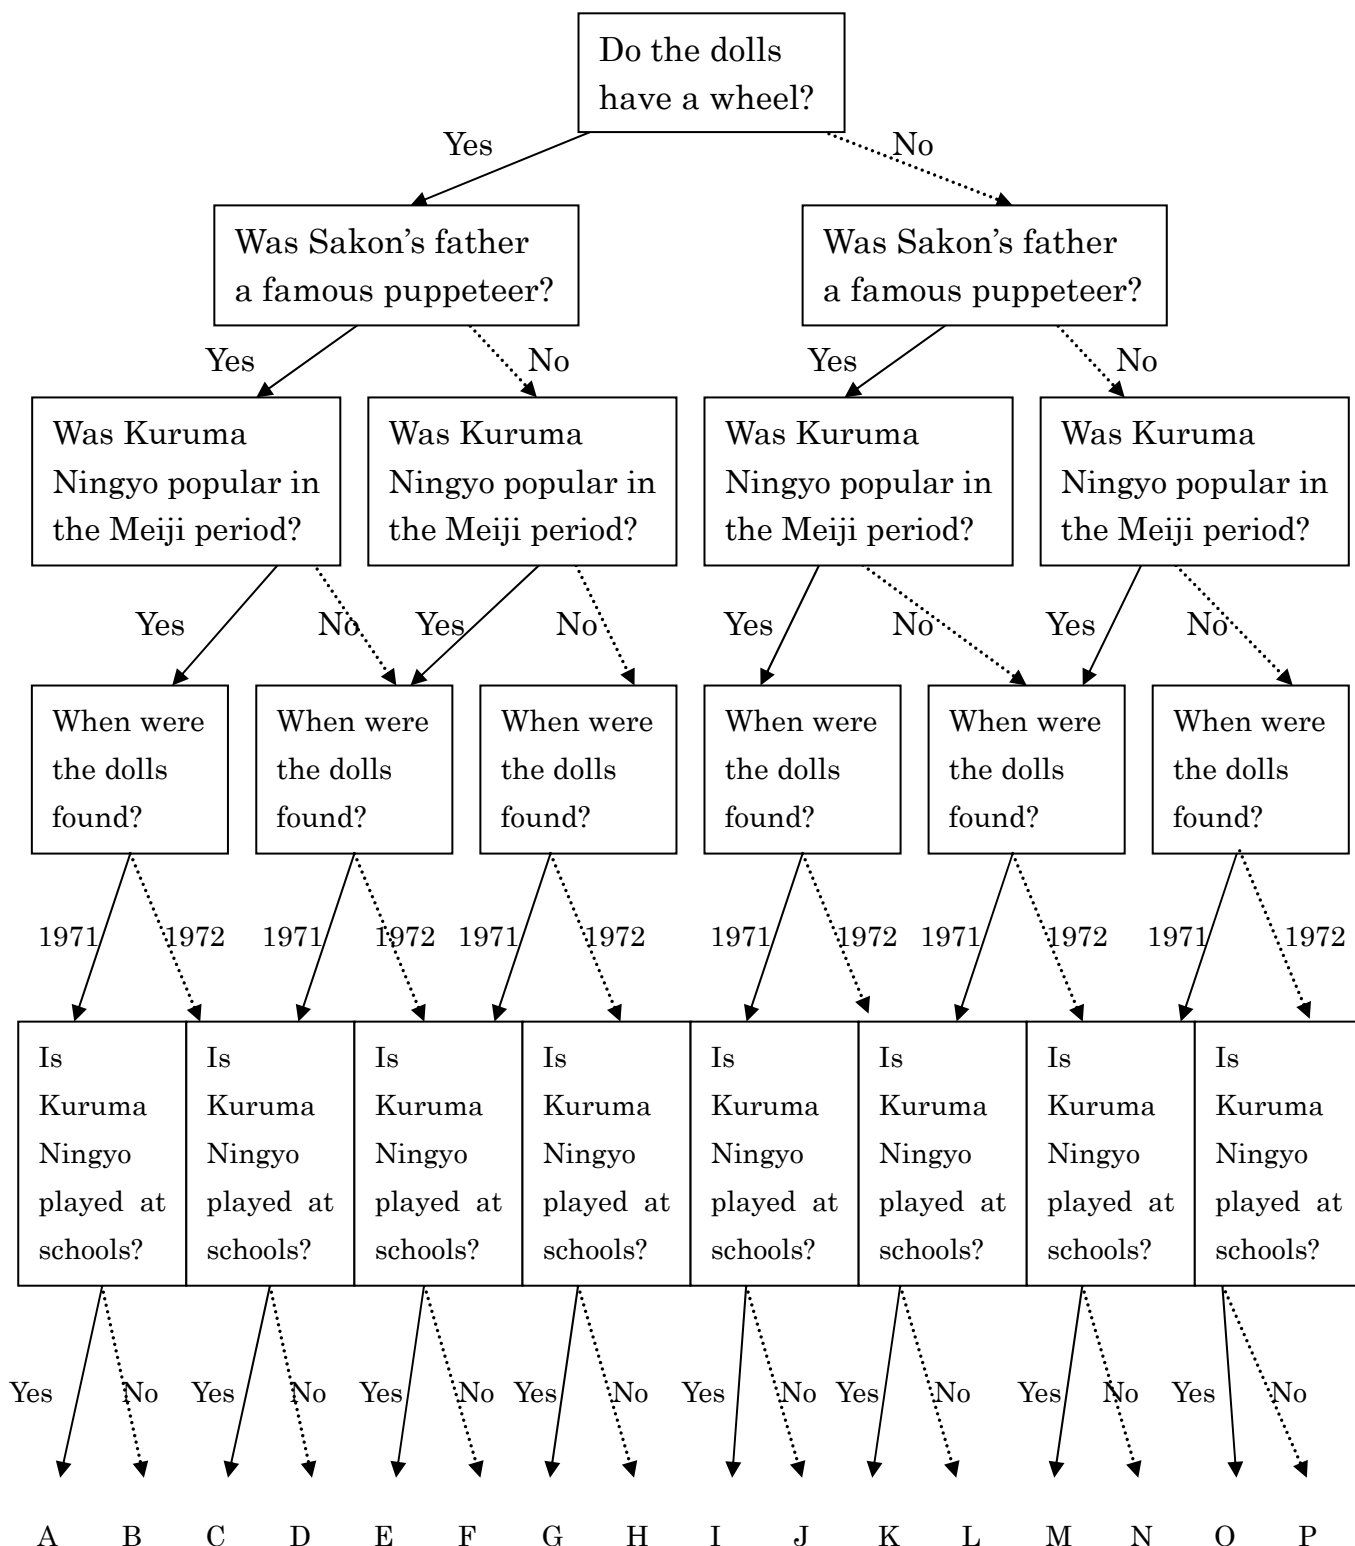 Do the dolls
have a wheel?
Yes
No
Was Sakon's father
a famous puppeteer?
Was Sakon's father
a famous puppeteer?
Yes
No
Yes
No
Was Kuruma
Ningyo popular in
the Meiji period?
Was Kuruma
Ningyo popular in
the Meiji period?
Was Kuruma
Ningyo popular in
the Meiji period?
Was Kuruma
Ningyo popular in
the Meiji period?
Yes
No
Yes
No
Yes
No
Yes
No
When were
the dolls
found?
When were
the dolls
found?
When were
the dolls
found?
When were
the dolls
found?
When were
the dolls
found?
When were
the dolls
found?
1971
1972
1971
1972
1971
1972
1971
1972
1971
1972
1971
1972
Is
Kuruma
Ningyo
played at
schools?
Is
Kuruma
Ningyo
played at
schools?
Is
Kuruma
Ningyo
played at
schools?
Is
Kuruma
Ningyo
played at
schools?
Is
Kuruma
Ningyo
played at
schools?
Is
Kuruma
Ningyo
played at
schools?
Is
Kuruma
Ningyo
played at
schools?
Is
Kuruma
Ningyo
played at
schools?
Yes
No
Yes
No
Yes
No
Yes
No
Yes
No
Yes
No
Yes
No
Yes
No
A B C D E F G H I J K L M N O P